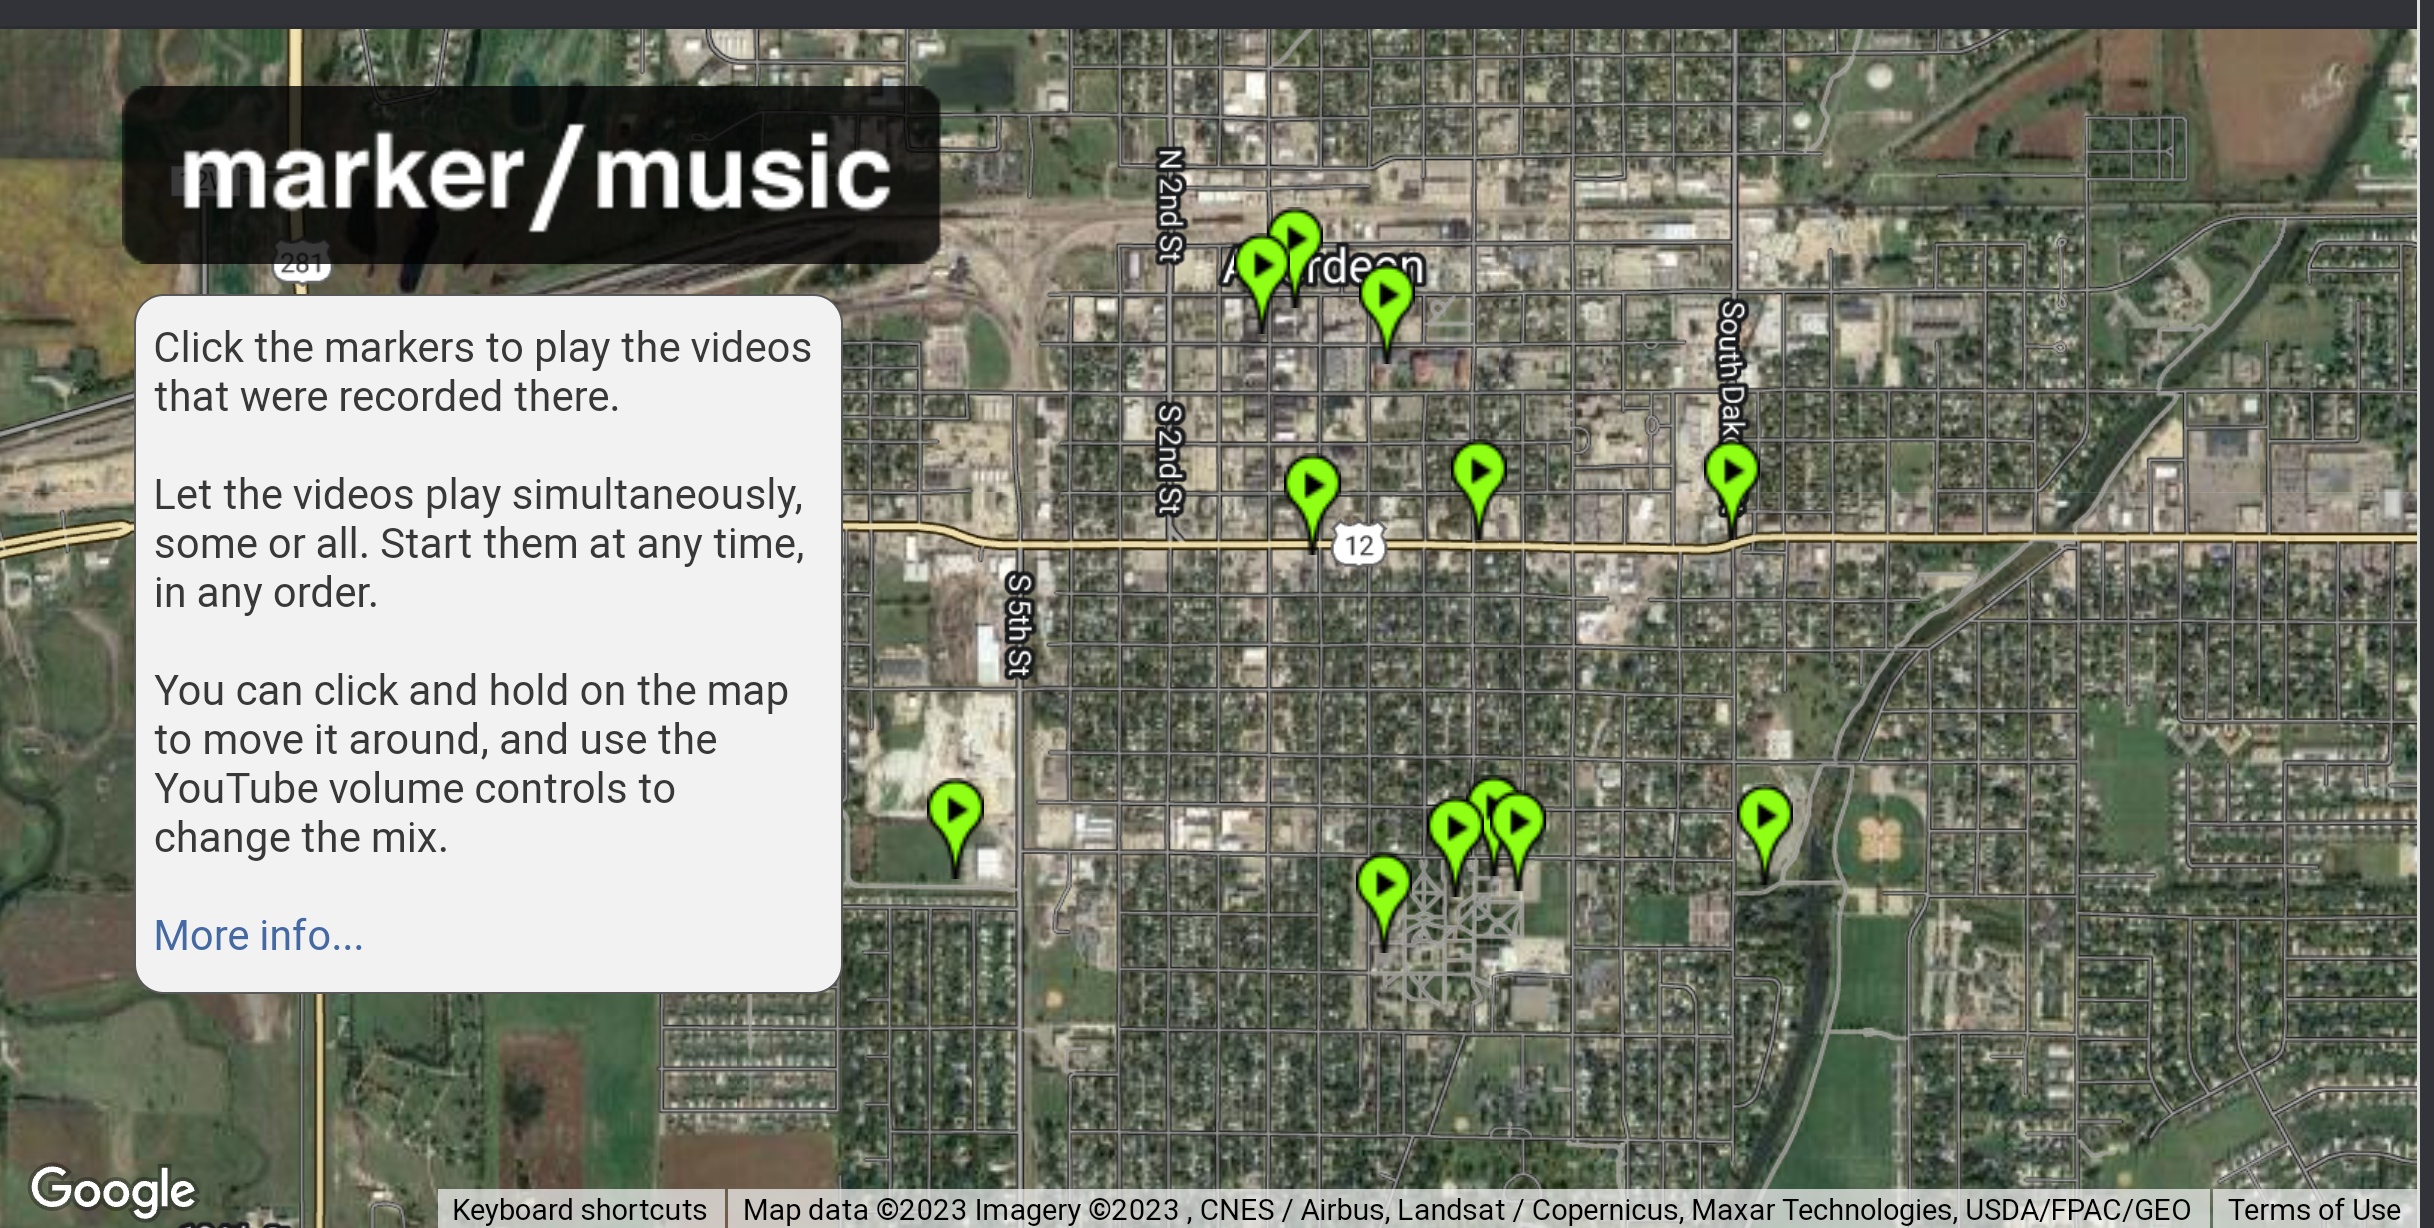 marker/music
281
N 2nd St
Click the markers to play the videos
that were recorded there.
Let the videos play simultaneously,
some or all. Start them at any time,
in any order.
You can click and hold on the map
to move it around, and use the
YouTube volume controls to
change the mix.
More info...
South Dak
S 2nd St
12
S 5th St
Google
Keyboard shortcuts
Map data ©2023 Imagery ©2023 , CNES / Airbus, Landsat / Copernicus, Maxar Technologies, USDA/FPAC/GEO
Terms of Use